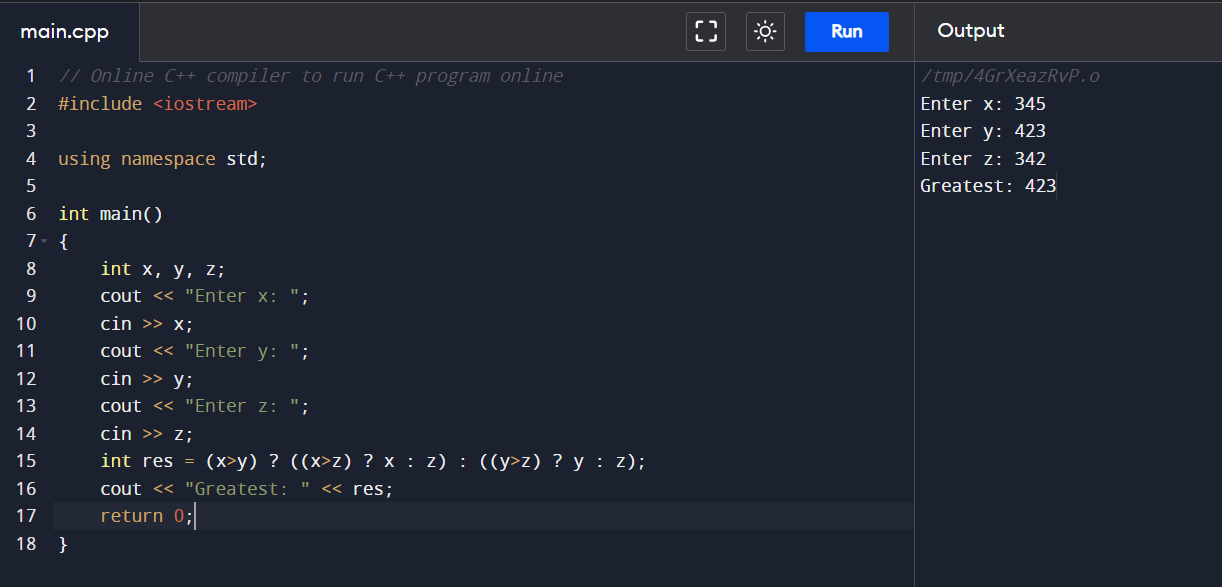 main.cpp
Run
Output
1 // Online C++ compiler to run C++ program online
2 #include <iostream>
3
4 using namespace std;
5
6 int main()
7 {
8     int x, y, z;
9     cout << "Enter x: ";
10     cin >> x;
11     cout << "Enter y: ";
12     cin >> y;
13     cout << "Enter z: ";
14     cin >> z;
15     int res = (x>y) ? ((x>z) ? x : z) : ((y>z) ? y : z);
16     cout << "Greatest: " << res;
17     return 0;
18 }
/tmp/4GrXeazRvP.o
Enter x: 345
Enter y: 423
Enter z: 342
Greatest: 423